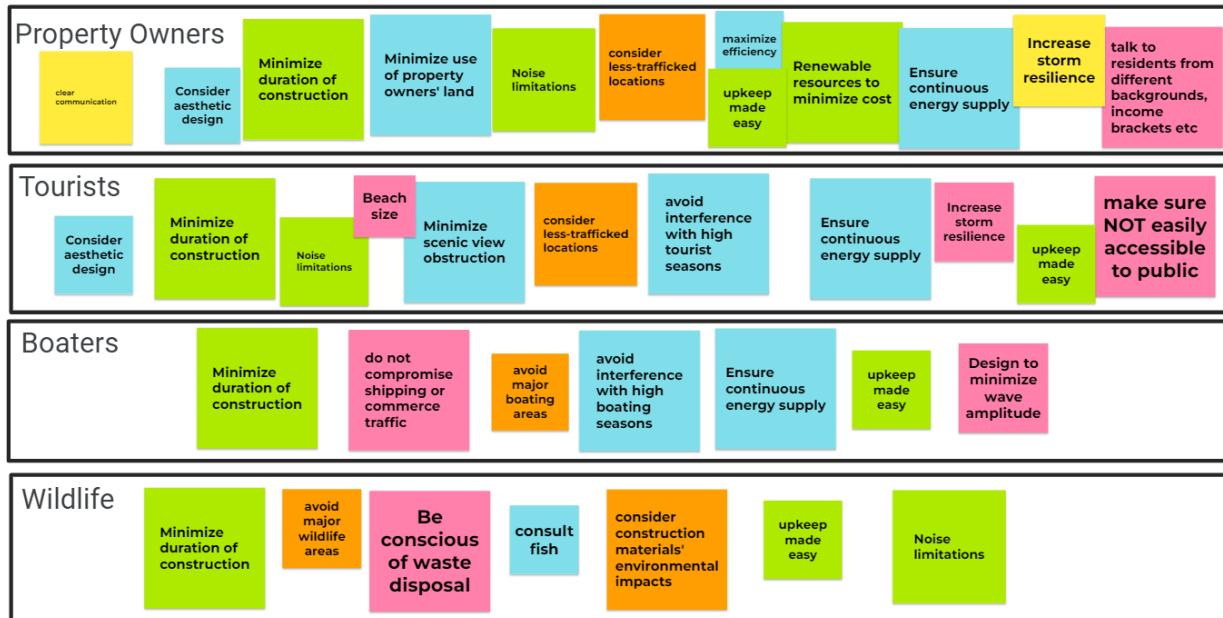 Property Owners
clear
communication
Consider
aesthetic
design
Minimize
duration of
construction
Minimize use
of property
owners' land
Noise
limitations
consider
less-trafficked
locations
maximize
efficiency
upkeep
made
easy
Renewable
resources to
minimize cost
Ensure
continuous
energy supply
Increase
storm
resilience
talk to
residents from
different
backgrounds,
income
brackets etc
Tourists
Consider
aesthetic
design
Minimize
duration of
construction
Noise
limitations
Beach
size
Minimize
scenic view
obstruction
consider
less-trafficked
locations
avoid
interference
with high
tourist
seasons
Ensure
continuous
energy supply
Increase
storm
resilience
upkeep
made
easy
make sure
NOT easily
accessible
to public
Boaters
Minimize
duration of
construction
do not
compromise
shipping or
commerce
traffic
avoid
major
boating
areas
avoid
interference
with high
boating
seasons
Ensure
continuous
energy supply
upkeep
made
easy
Design to
minimize
wave
amplitude
Wildlife
Minimize
duration of
construction
avoid
major
wildlife
areas
Be
conscious
of waste
disposal
consult
fish
consider
construction
materials'
environmental
impacts
upkeep
made
easy
Noise
limitations